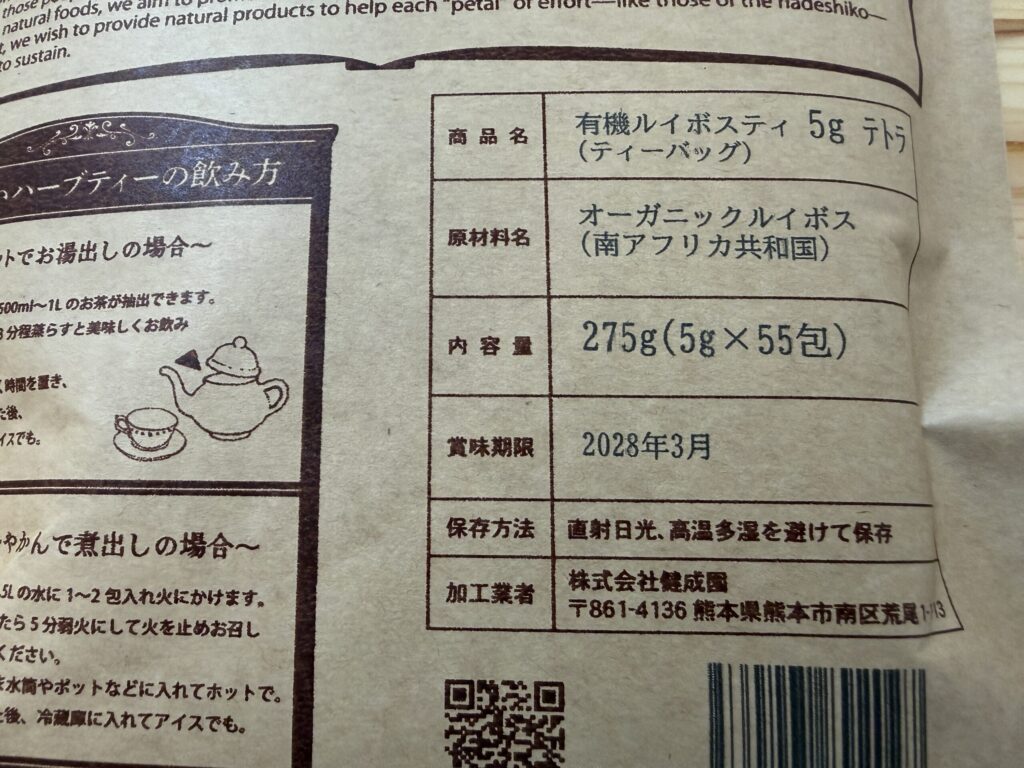 those
natural foods, we aim to
we wish to provide natural products to help each "petal" of effort—like those of the nadeshiko—
to sustain.
ハーブティーの飲み方
ットでお湯出しの場合～
500ml～1Lのお茶が抽出できます。
3分程蒸らすと美味しくお飲み
時間を置き、
た後、
アイスでも。
やかんで煮出しの場合～
5Lの水に1～2包入れ火にかけます。
たら5分弱火にして火を止めお召し
ください。
水筒やポットなどに入れてホットで。
後、冷蔵庫に入れてアイスでも。
商品名
有機ルイボスティ 5g テトラ
(ティーバッグ)
原材料名
オーガニックルイボス
(南アフリカ共和国)
内容量
275g(5g×55包)
賞味期限
2028年3月
保存方法
直射日光、高温多湿を避けて保存
加工業者
株式会社健成園
〒861-4136 熊本県熊本市南区荒尾1-1-13